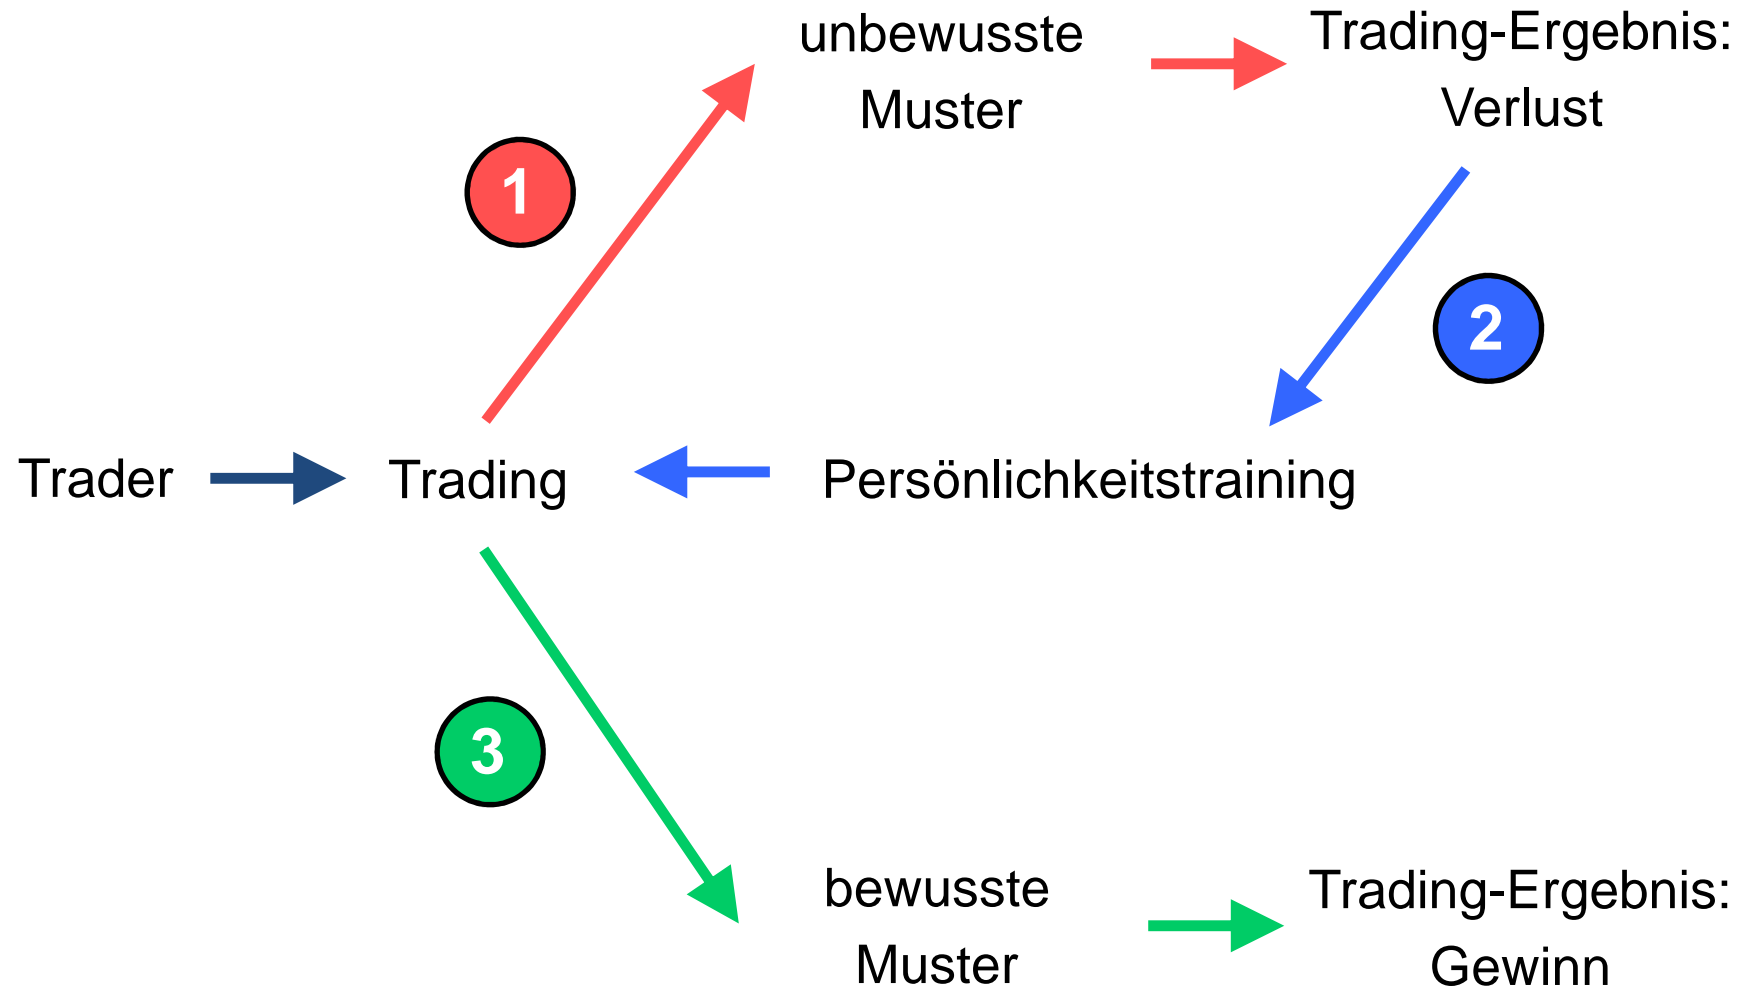 unbewusste
Muster
Trading-Ergebnis:
Verlust
1
2
Trader
Trading
Persönlichkeitstraining
3
bewusste
Muster
Trading-Ergebnis:
Gewinn